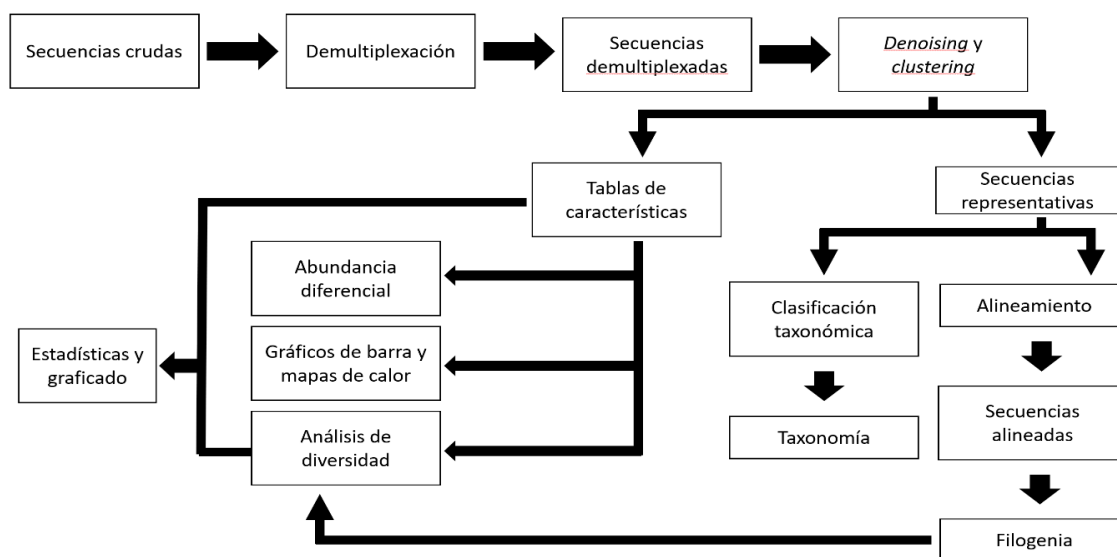 Secuencias crudas
Demultiplexación
Secuencias
demultiplexadas
Denoising y
clustering
Tablas de
características
Secuencias
representativas
Abundancia
diferencial
Clasificación
taxonómica
Alineamiento
Estadísticas y
graficado
Gráficos de barra y
mapas de calor
Análisis de
diversidad
Taxonomía
Secuencias
alineadas
Filogenia